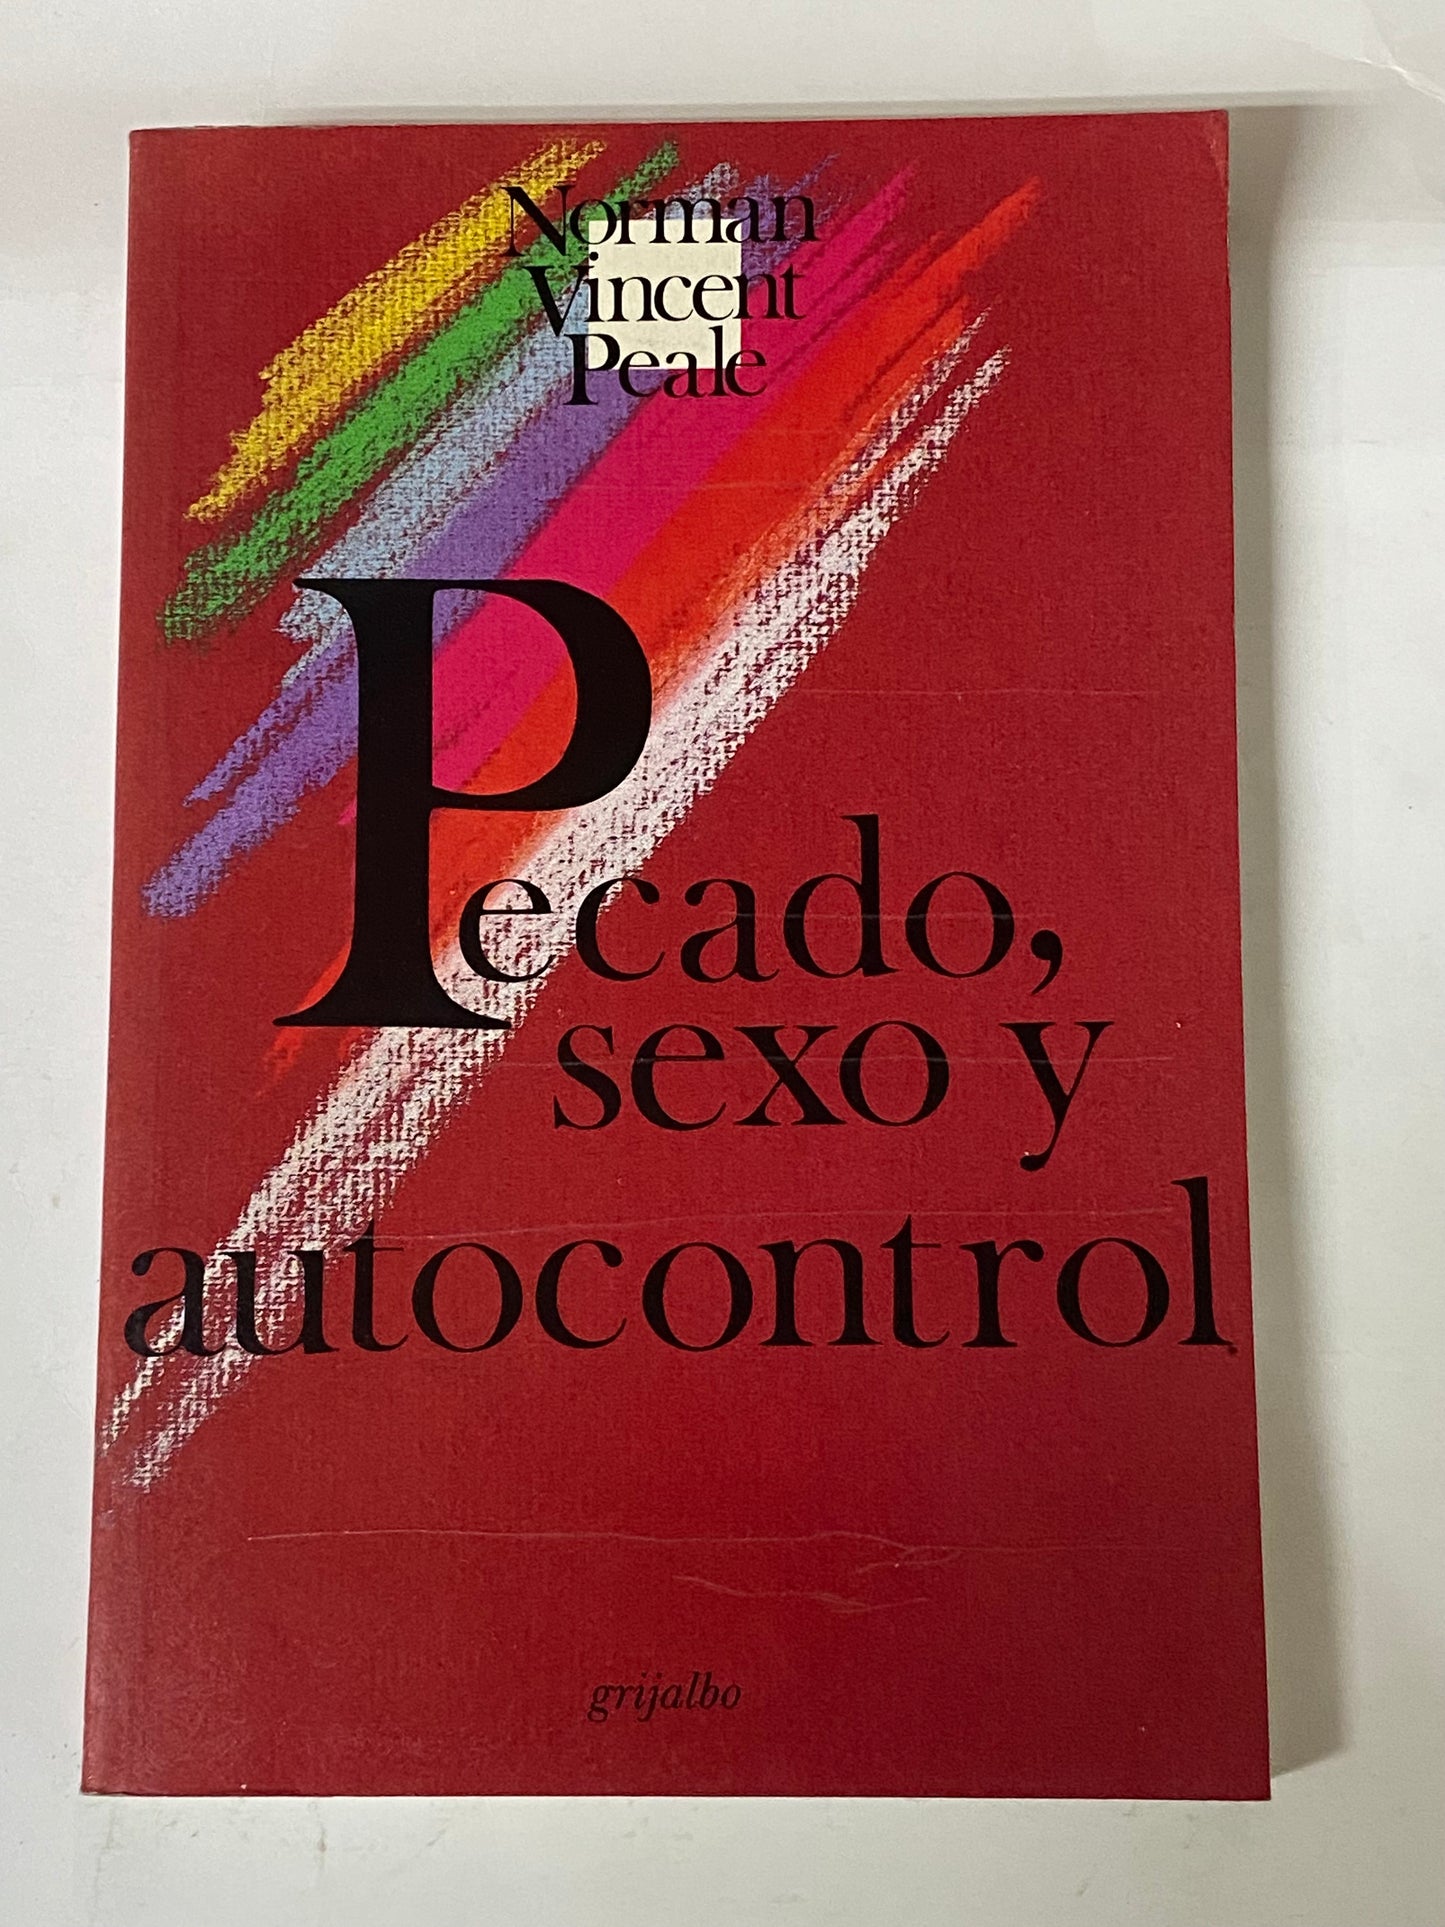 Norman
Vincent
Peale
Pecado,
sexo y
autocontrol
grijalbo